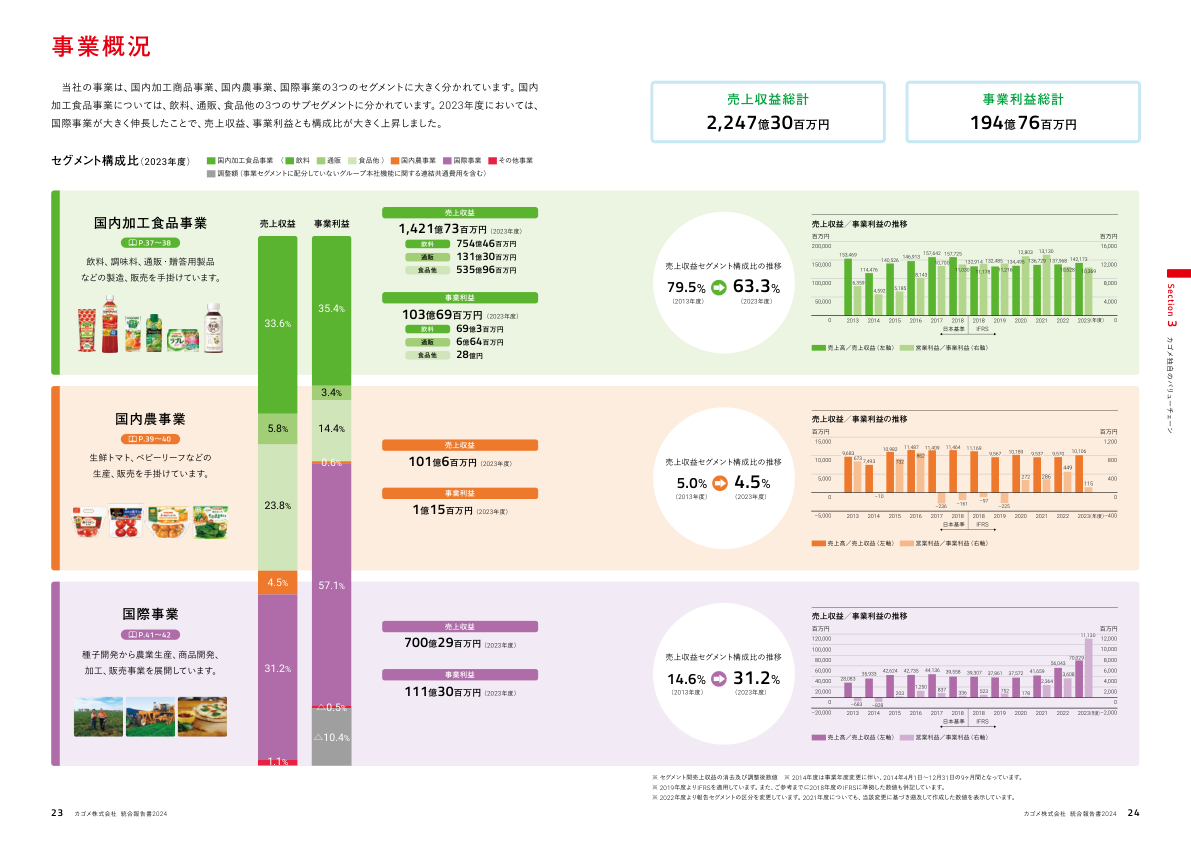 事業概況
当社の事業は、国内加工商品事業、国内農事業、国際事業の3つのセグメントに大きく分かれています。国内
加工食品事業については、飲料、通販、食品他の3つのサブセグメントに分かれています。2023年度においては、
国際事業が大きく伸長したことで、売上収益、事業利益とも構成比が大きく上昇しました。
売上収益総計
2,247億30百万円
事業利益総計
194億76百万円
セグメント構成比(2023年度)
国内加工食品事業 ( 飲料 通販 食品他 ) 国内農事業 国際事業 その他事業
調整額(事業セグメントに配分していないグループ本社機能に関する連結共通費用を含む)
国内加工食品事業
P.37〜38
飲料、調味料、通販・贈答用製品
などの製造、販売を手掛けています。
売上収益 事業利益
33.6%
5.8%
23.8%
4.5%
31.2%
1.1%
35.4%
3.4%
14.4%
0.6%
57.1%
△0.5%
△10.4%
売上収益
1,421億73百万円(2023年度)
飲料 754億46百万円
通販 131億30百万円
食品他 535億96百万円
事業利益
103億69百万円(2023年度)
飲料 69億3百万円
通販 6億64百万円
食品他 28億円
売上収益セグメント構成比の推移
79.5% 63.3%
(2013年度) (2023年度)
売上収益/事業利益の推移
百万円 百万円
200,000 16,000
150,000 12,000
100,000 8,000
50,000 4,000
0 0
153,469 114,476 140,526 146,913 157,642 157,725 132,914 132,485 134,495 136,729 137,968 142,173
6,359 4,592 5,185 8,143 10,700 11,030 11,178 11,216 12,803 13,130 10,828 10,369
2013 2014 2015 2016 2017 2018 2018 2019 2020 2021 2022 2023(年度)
日本基準 IFRS
売上高/売上収益(左軸) 営業利益/事業利益(右軸)
国内農事業
P.39〜40
生鮮トマト、ベビーリーフなどの
生産、販売を手掛けています。
売上収益
101億6百万円(2023年度)
事業利益
1億15百万円(2023年度)
売上収益セグメント構成比の推移
5.0% 4.5%
(2013年度) (2023年度)
売上収益/事業利益の推移
百万円 百万円
15,000 1,200
10,000 800
5,000 400
0 0
−5,000 −400
9,683 7,493 10,982 11,487 11,409 11,464 11,169 9,567 10,189 9,537 9,570 10,106
673 −10 732 862 −236 −161 −97 −225 272 286 449 115
2013 2014 2015 2016 2017 2018 2018 2019 2020 2021 2022 2023(年度)
日本基準 IFRS
売上高/売上収益(左軸) 営業利益/事業利益(右軸)
国際事業
P.41〜42
種子開発から農業生産、商品開発、
加工、販売事業を展開しています。
売上収益
700億29百万円(2023年度)
事業利益
111億30百万円(2023年度)
売上収益セグメント構成比の推移
14.6% 31.2%
(2013年度) (2023年度)
売上収益/事業利益の推移
百万円 百万円
120,000 12,000
100,000 10,000
80,000 8,000
60,000 6,000
40,000 4,000
20,000 2,000
0 0
−20,000 −2,000
28,083 35,933 42,624 42,735 44,136 39,558 39,307 37,861 37,572 41,659 56,043 70,029
−683 −828 203 1,250 837 336 523 752 178 2,364 3,638 11,130
2013 2014 2015 2016 2017 2018 2018 2019 2020 2021 2022 2023(年度)
日本基準 IFRS
売上高/売上収益(左軸) 営業利益/事業利益(右軸)
※ セグメント間売上収益の消去及び調整後数値 ※ 2014年度は事業年度変更に伴い、2014年4月1日〜12月31日の9ヶ月間となっています。
※ 2019年度よりIFRSを適用しています。また、ご参考までに2018年度のIFRSに準拠した数値も併記しています。
※ 2022年度より報告セグメントの区分を変更しています。2021年度についても、当該変更に基づき遡及して作成した数値を表示しています。
Section 3 カゴメ独自のバリューチェーン
23 カゴメ株式会社 統合報告書2024
カゴメ株式会社 統合報告書2024 24